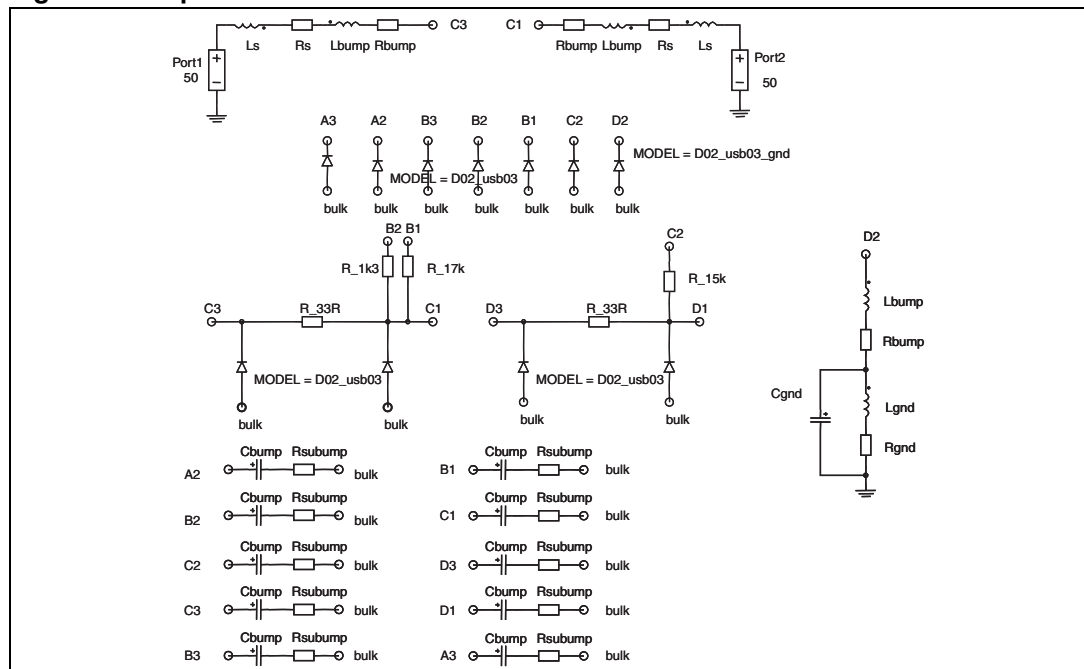 C3 C1
Ls Rs Lbump Rbump Rbump Lbump Rs Ls
Port1 Port2
50 50
A3 A2 B3 B2 B1 C2 D2
MODEL = D02_usb03_gnd
MODEL = D02_usb03
bulk bulk bulk bulk bulk bulk bulk
B2 B1 C2 D2
R_1k3 R_17k R_15k
Lbump
C3 R_33R C1 D3 R_33R D1
Rbump
MODEL = D02_usb03 MODEL = D02_usb03
Cgnd Lgnd
bulk bulk bulk bulk
Rgnd
Cbump Rsubump Cbump Rsubump
A2 bulk B1 bulk
Cbump Rsubump Cbump Rsubump
B2 bulk C1 bulk
Cbump Rsubump Cbump Rsubump
C2 bulk D3 bulk
Cbump Rsubump Cbump Rsubump
C3 bulk D1 bulk
Cbump Rsubump Cbump Rsubump
B3 bulk A3 bulk